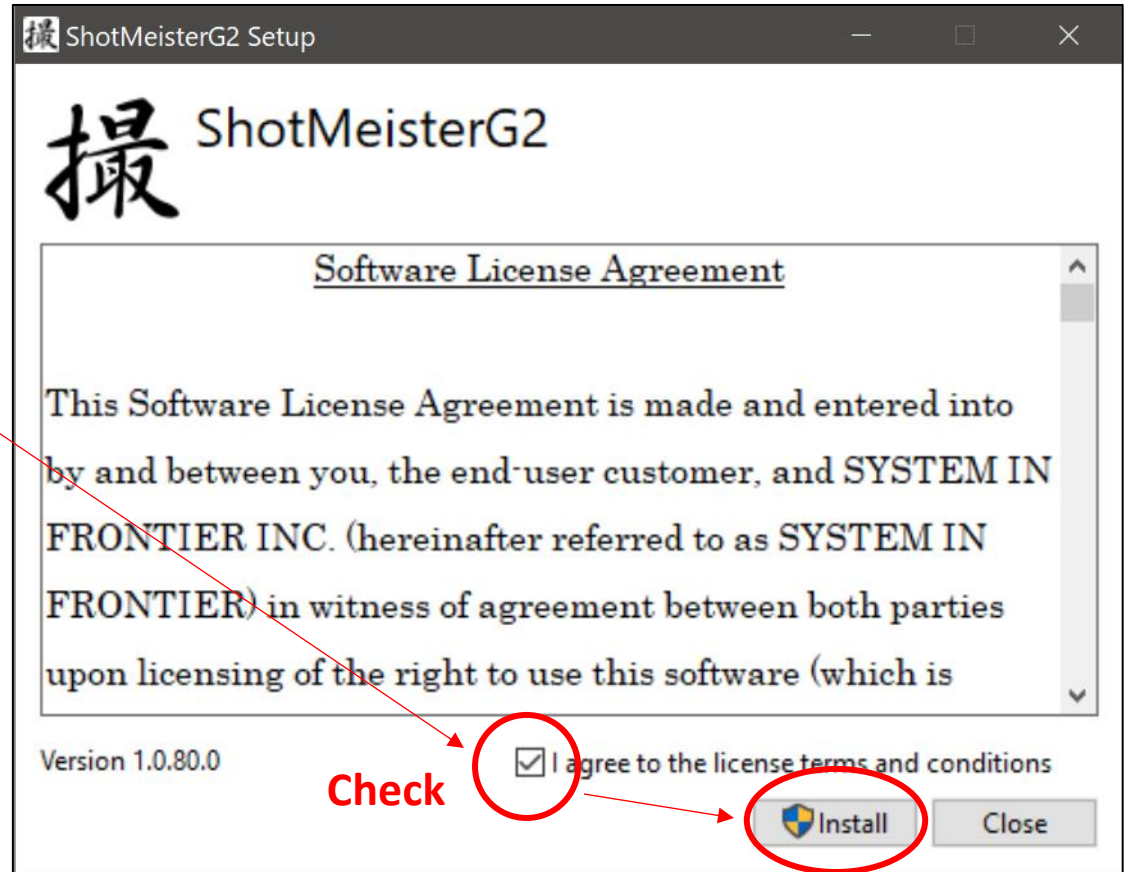 撮 ShotMeisterG2 Setup
撮 ShotMeisterG2
Software License Agreement
This Software License Agreement is made and entered into
by and between you, the end-user customer, and SYSTEM IN
FRONTIER INC. (hereinafter referred to as SYSTEM IN
FRONTIER) in witness of agreement between both parties
upon licensing of the right to use this software (which is
Version 1.0.80.0
I agree to the license terms and conditions
Check
Install
Close